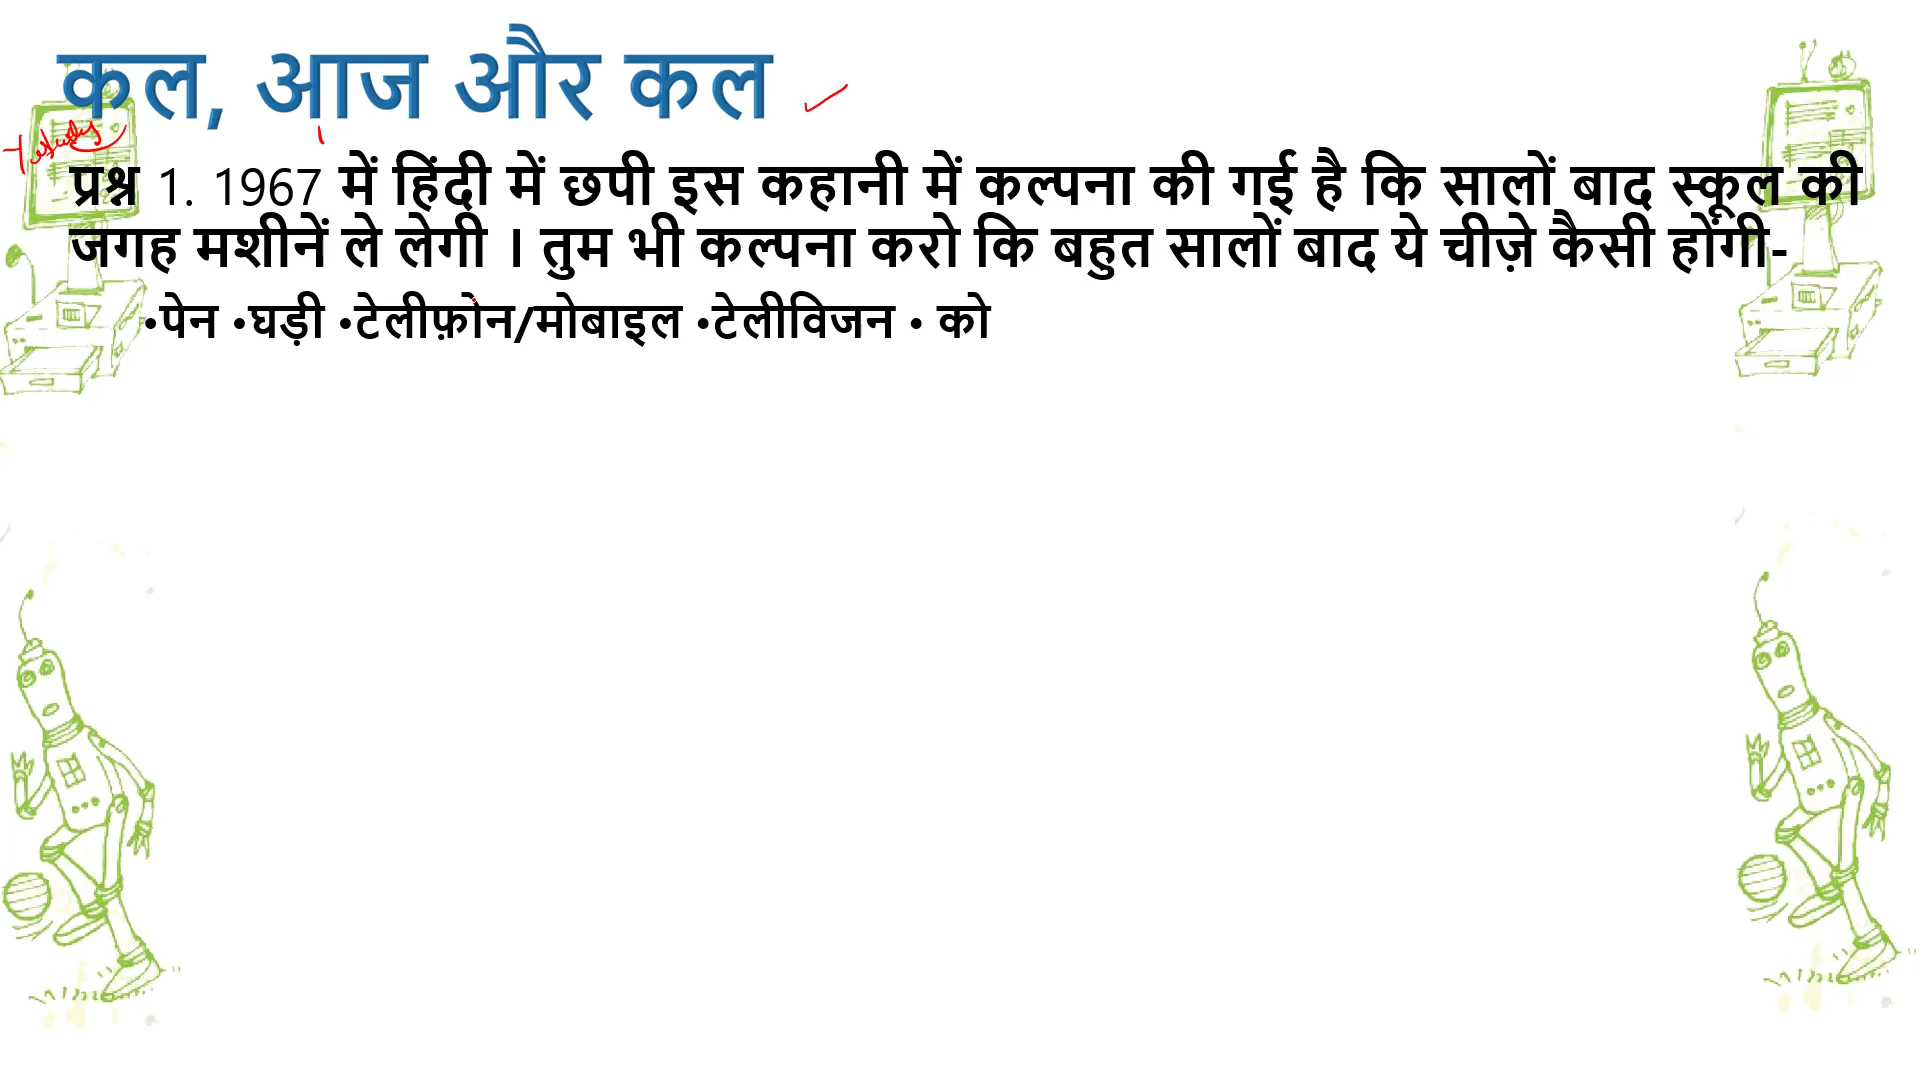 कल, आज और कल
Yesterday
प्रश्न 1. 1967 में हिंदी में छपी इस कहानी में कल्पना की गई है कि सालों बाद स्कूल की
जगह मशीनें ले लेगी । तुम भी कल्पना करो कि बहुत सालों बाद ये चीज़े कैसी होंगी-
•पेन •घड़ी •टेलीफ़ोन/मोबाइल •टेलीविजन • को